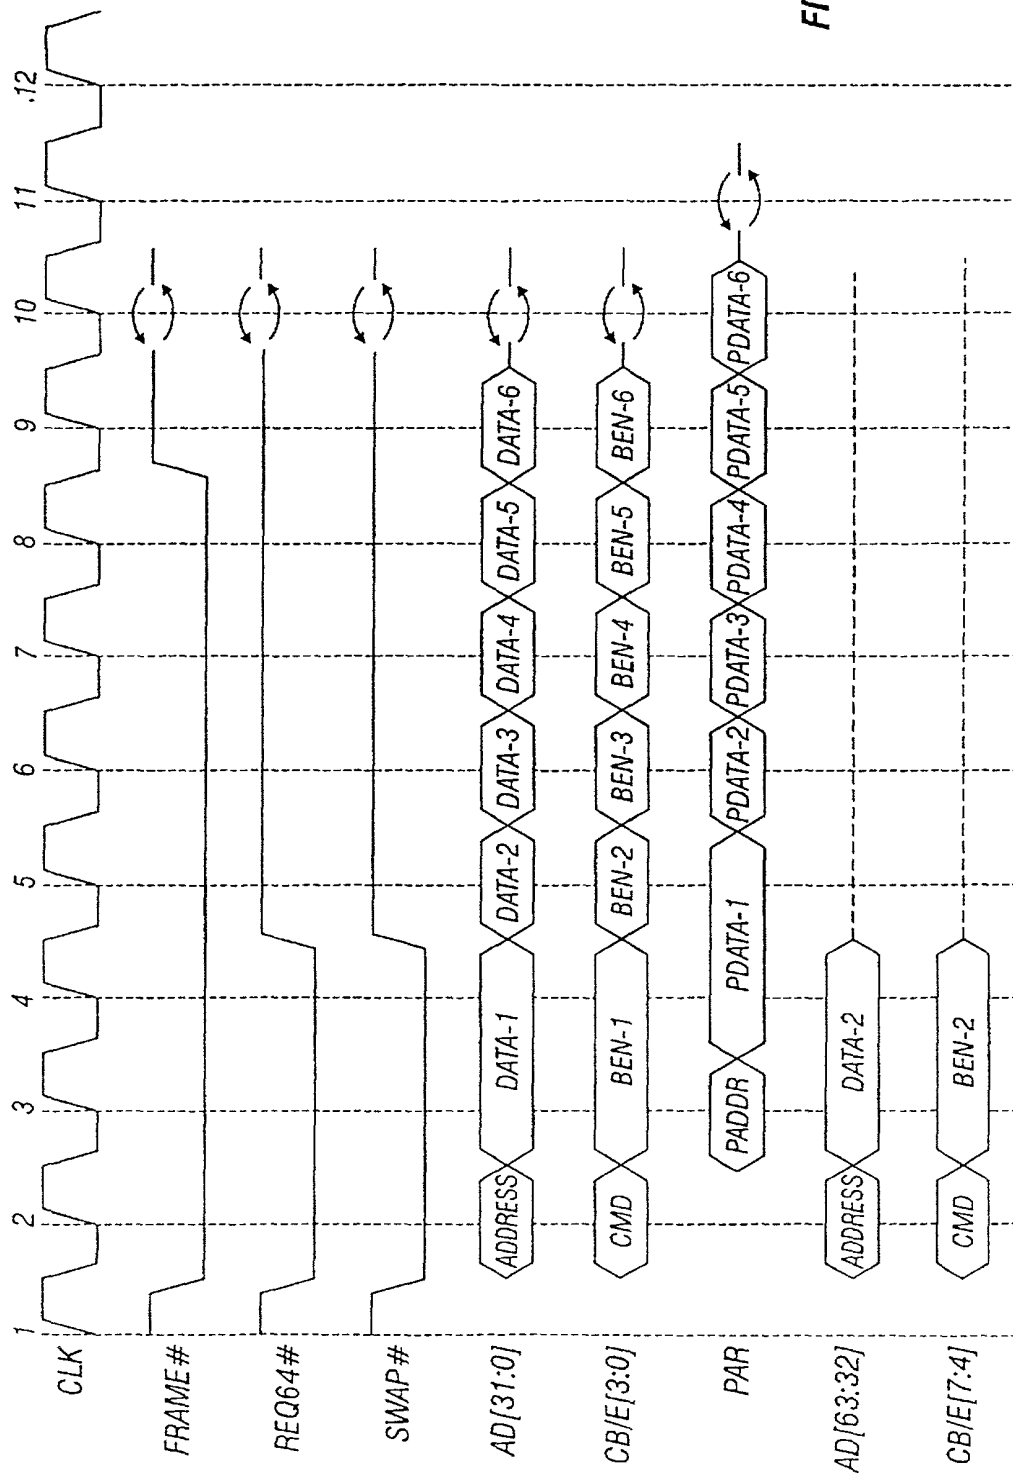 1 2 3 4 5 6 7 8 9 10 11 .12
CLK
FRAME#
REQ64#
SWAP#
AD[31:0] ADDRESS DATA-1 DATA-2 DATA-3 DATA-4 DATA-5 DATA-6
CB/E[3:0] CMD BEN-1 BEN-2 BEN-3 BEN-4 BEN-5 BEN-6
PAR PADDR PDATA-1 PDATA-2 PDATA-3 PDATA-4 PDATA-5 PDATA-6
AD[63:32] ADDRESS DATA-2
CB/E[7:4] CMD BEN-2